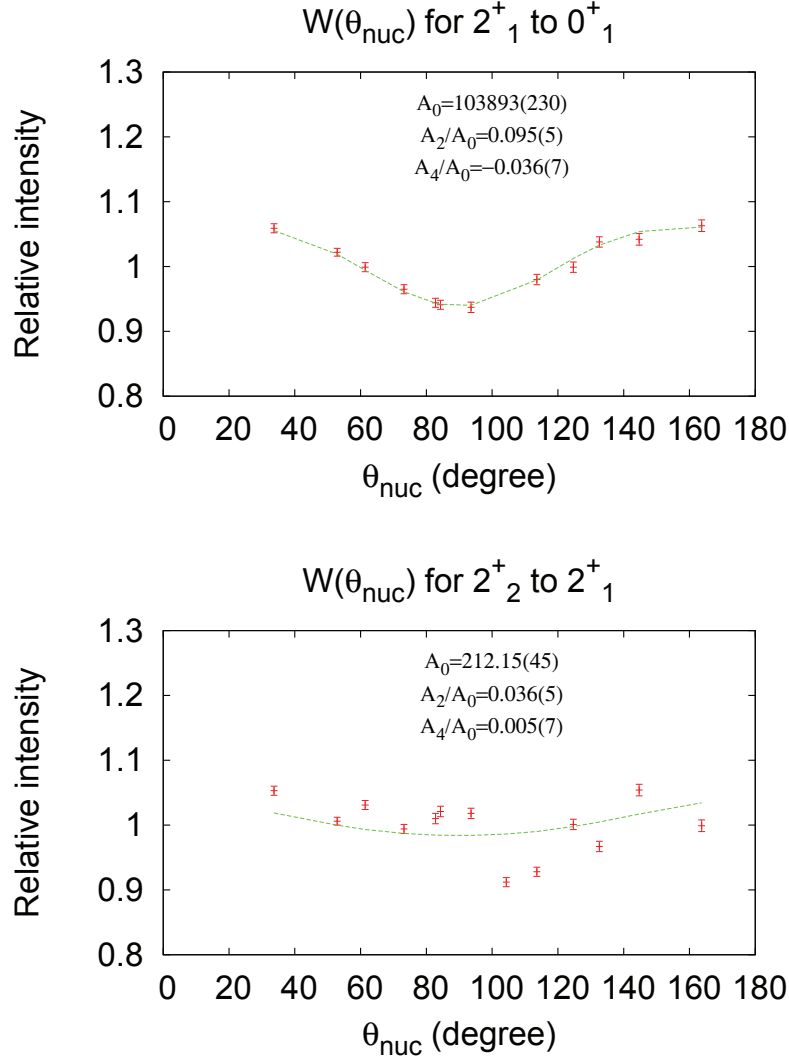 W(θnuc) for 2⁺₁ to 0⁺₁
A₀=103893(230)
A₂/A₀=0.095(5)
A₄/A₀=−0.036(7)
Relative intensity
1.3
1.2
1.1
1
0.9
0.8
0 20 40 60 80 100 120 140 160 180
θnuc (degree)
W(θnuc) for 2⁺₂ to 2⁺₁
A₀=212.15(45)
A₂/A₀=0.036(5)
A₄/A₀=0.005(7)
Relative intensity
1.3
1.2
1.1
1
0.9
0.8
0 20 40 60 80 100 120 140 160 180
θnuc (degree)